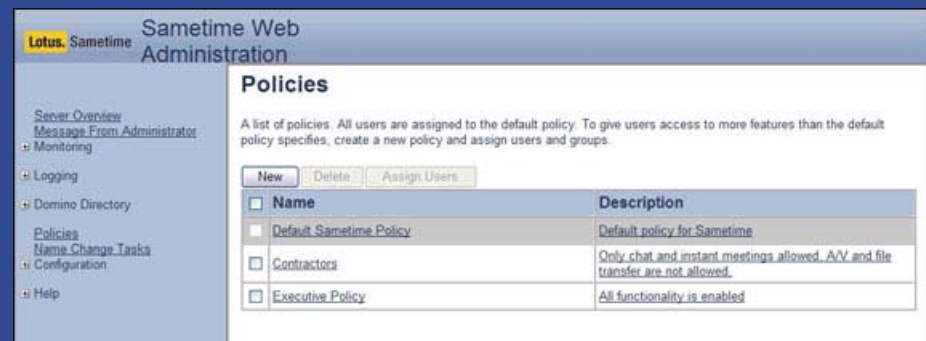 Lotus. Sametime
Sametime Web
Administration
Server Overview
Message From Administrator
Monitoring
Logging
Domino Directory
Policies
Name Change Tasks
Configuration
Help
Policies
A list of policies. All users are assigned to the default policy. To give users access to more features than the default
policy specifies, create a new policy and assign users and groups.
New Delete Assign Users
Name Description
Default Sametime Policy Default policy for Sametime
Contractors Only chat and instant meetings allowed. A/V and file
transfer are not allowed.
Executive Policy All functionality is enabled